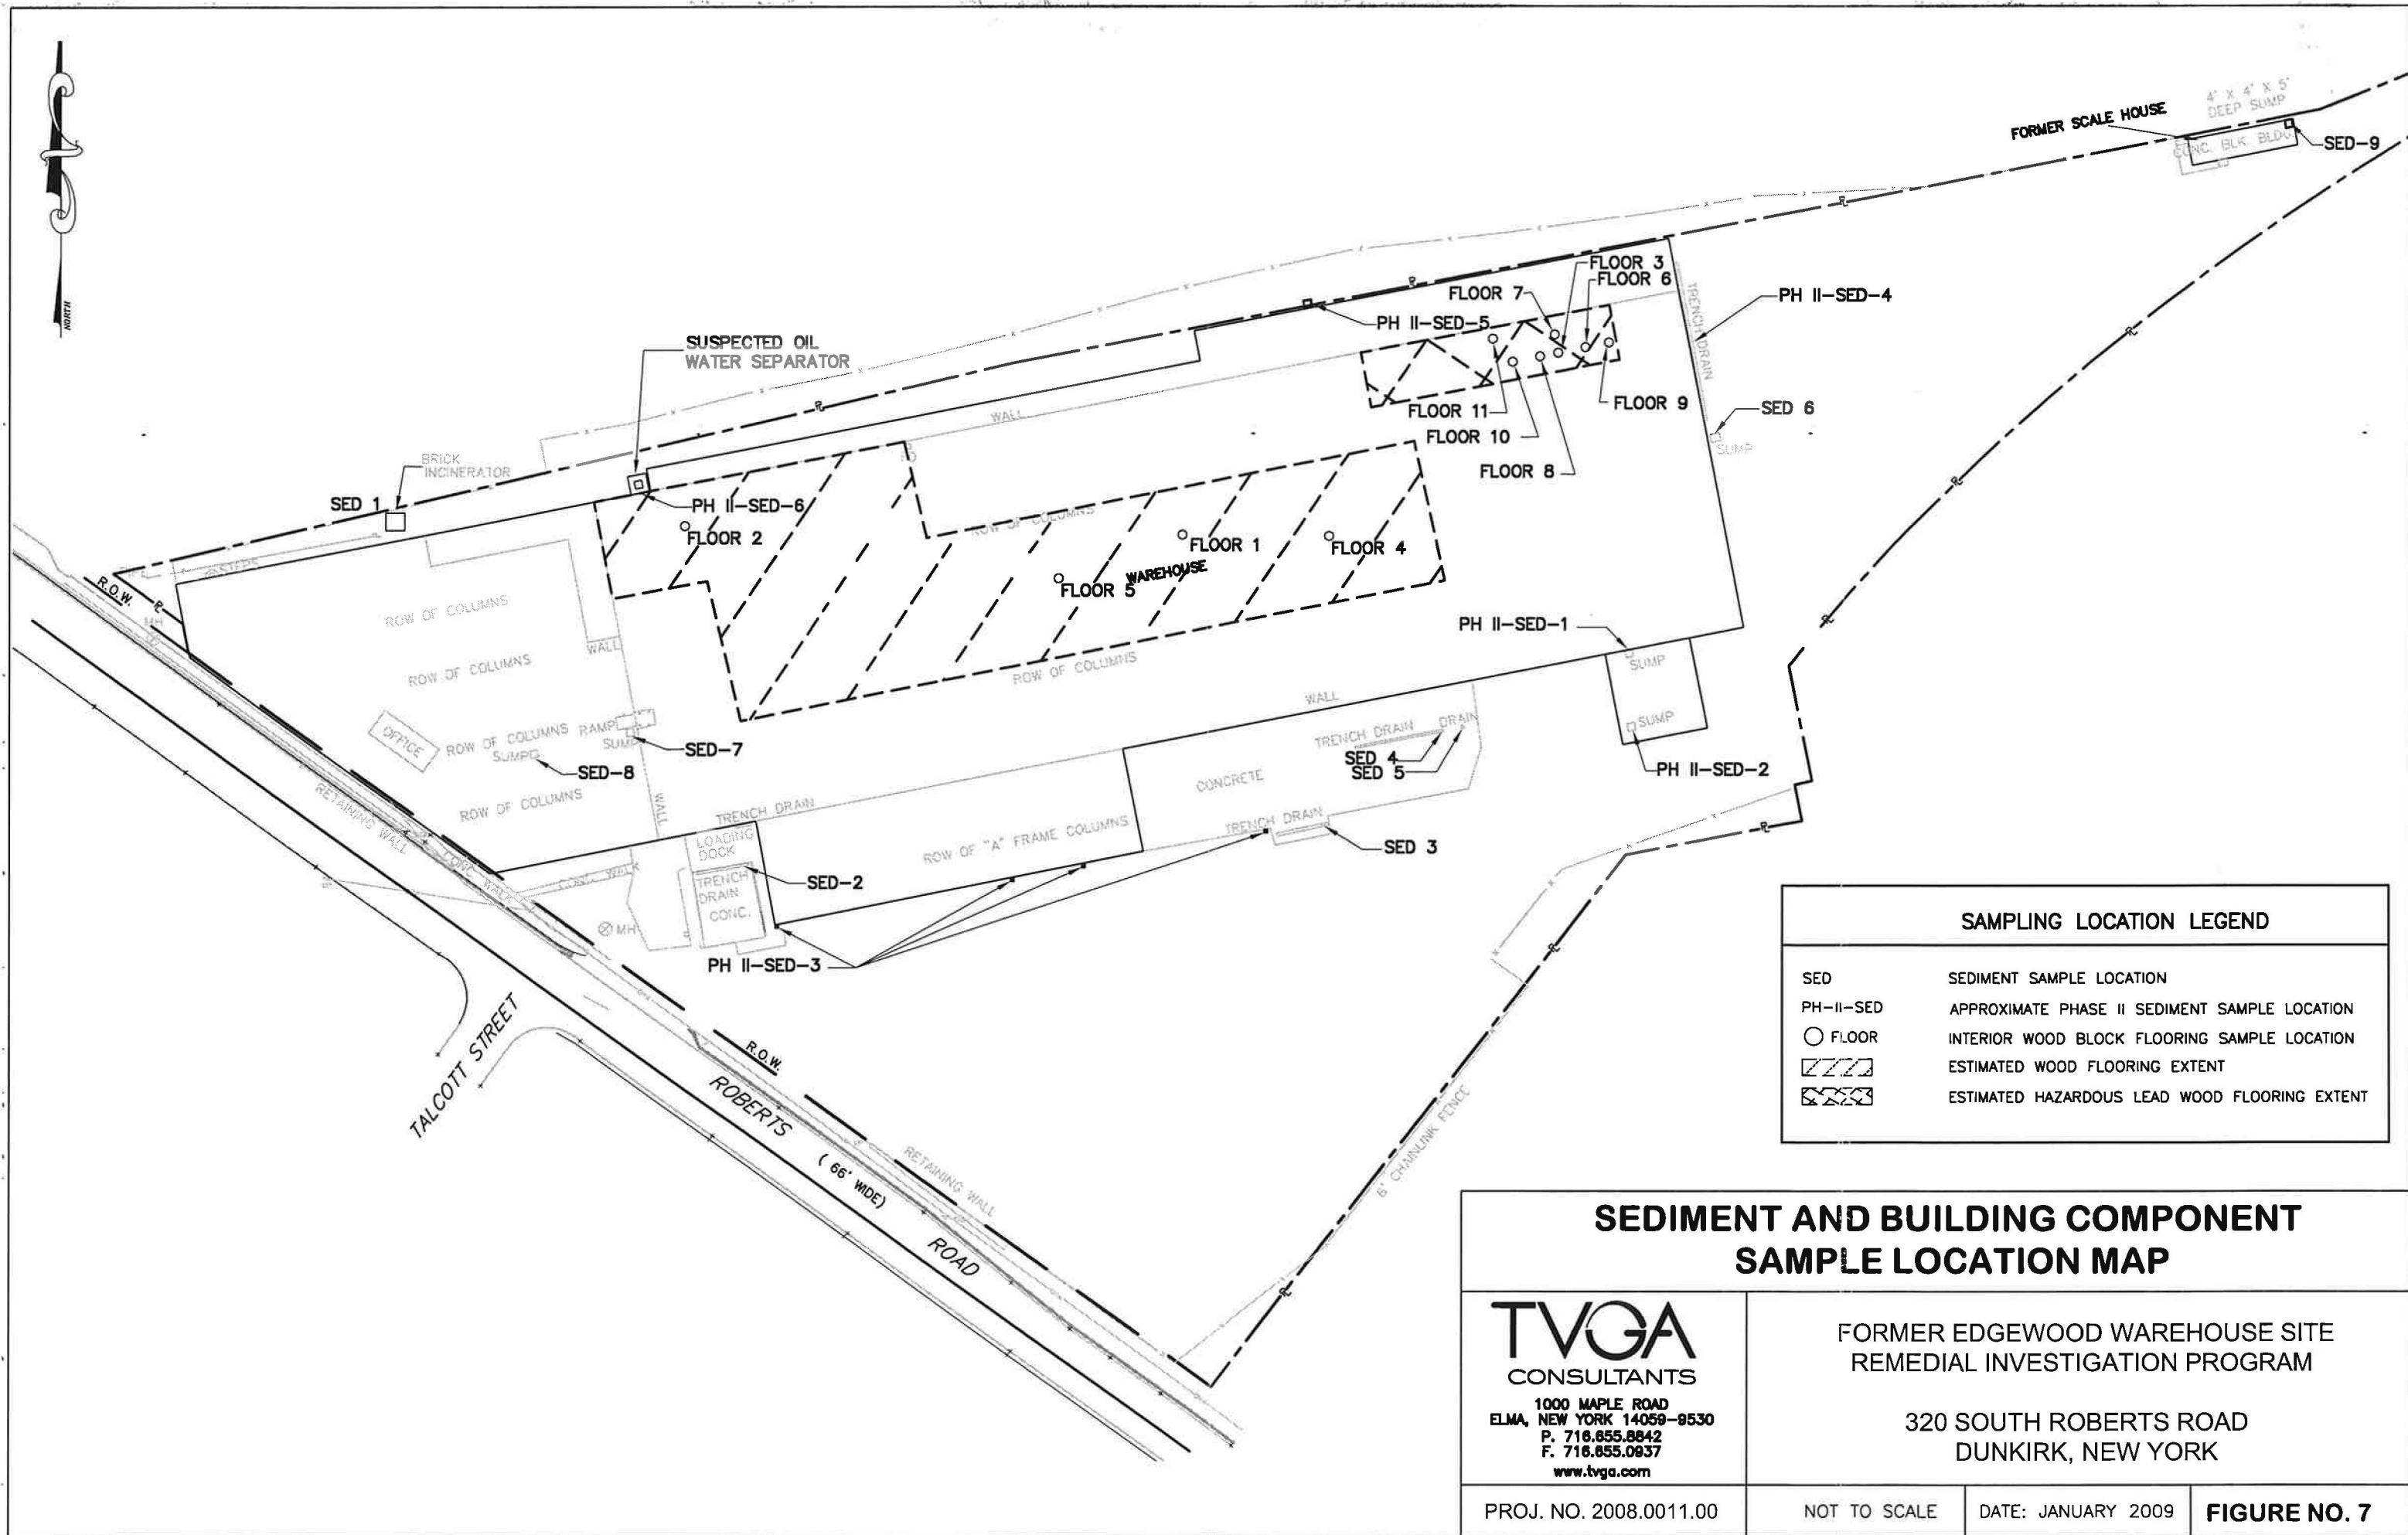 NORTH
4' X 4' X 5'
DEEP SUMP
FORMER SCALE HOUSE
CONC. BLK. BLDG.
SED-9
FLOOR 3
FLOOR 6
FLOOR 7
TRENCH DRAIN
PH II-SED-4
PH II-SED-5
SUSPECTED OIL
WATER SEPARATOR
FLOOR 9
FLOOR 11
SED 6
WALL
FLOOR 10
SUMP
FLOOR 8
BRICK
INCINERATOR
SED 1
PH II-SED-6
ROW OF COLUMNS
FLOOR 2
FLOOR 1
FLOOR 4
STEPS
WAREHOUSE
FLOOR 5
R.O.W.
MH
ROW OF COLUMNS
PH II-SED-1
WALL
SUMP
ROW OF COLUMNS
ROW OF COLUMNS
WALL
OFFICE
ROW OF COLUMNS
RAMP
SUMP
SUMP
SED-7
TRENCH DRAIN
DRAIN
SUMP
SED-8
SED 4
SED 5
PH II-SED-2
CONCRETE
RETAINING WALL
ROW OF COLUMNS
WALL
TRENCH DRAIN
LOADING
DOCK
ROW OF "A" FRAME COLUMNS
TRENCH DRAIN
SED 3
CONC. WALK
CONC. WALK
TRENCH
DRAIN
CONC.
SED-2
MH
PH II-SED-3
TALCOTT STREET
R.O.W.
ROBERTS
( 66' WIDE)
ROAD
RETAINING WALL
6' CHAINLINK FENCE
SAMPLING LOCATION LEGEND
SED SEDIMENT SAMPLE LOCATION
PH-II-SED APPROXIMATE PHASE II SEDIMENT SAMPLE LOCATION
FLOOR INTERIOR WOOD BLOCK FLOORING SAMPLE LOCATION
ESTIMATED WOOD FLOORING EXTENT
ESTIMATED HAZARDOUS LEAD WOOD FLOORING EXTENT
SEDIMENT AND BUILDING COMPONENT
SAMPLE LOCATION MAP
TVGA
CONSULTANTS
1000 MAPLE ROAD
ELMA, NEW YORK 14059-9530
P. 716.655.8842
F. 716.655.0937
www.tvga.com
FORMER EDGEWOOD WAREHOUSE SITE
REMEDIAL INVESTIGATION PROGRAM
320 SOUTH ROBERTS ROAD
DUNKIRK, NEW YORK
PROJ. NO. 2008.0011.00
NOT TO SCALE
DATE: JANUARY 2009
FIGURE NO. 7